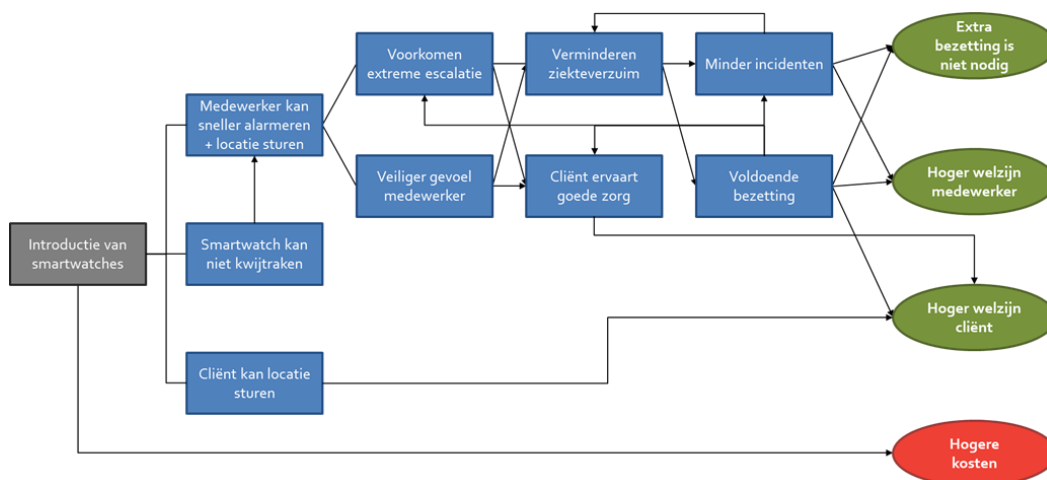 Extra
bezetting is
niet nodig
Voorkomen
extreme escalatie
Verminderen
ziekteverzuim
Minder incidenten
Medewerker kan
sneller alarmeren
+ locatie sturen
Veiliger gevoel
medewerker
Cliënt ervaart
goede zorg
Voldoende
bezetting
Hoger welzijn
medewerker
Introductie van
smartwatches
Smartwatch kan
niet kwijtraken
Hoger welzijn
cliënt
Cliënt kan locatie
sturen
Hogere
kosten